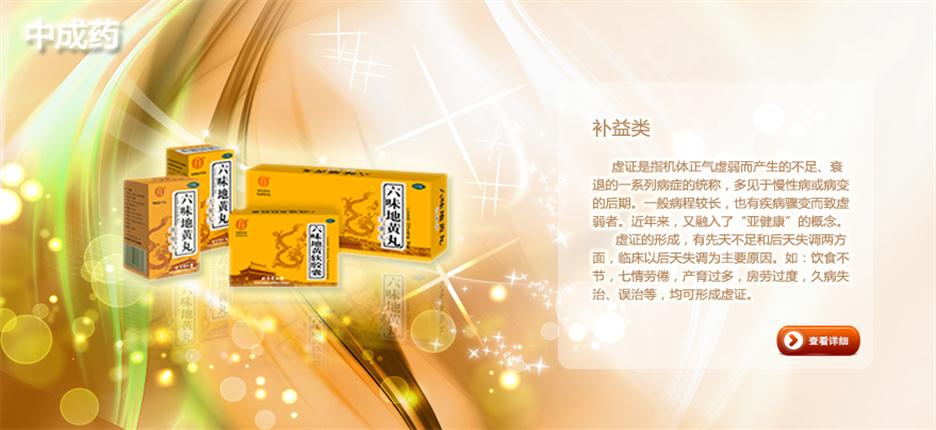 中成药
补益类
虚证是指机体正气虚弱而产生的不足、衰
退的一系列病症的统称，多见于慢性病或病变
的后期。一般病程较长，也有疾病骤变而致虚
弱者。近年来，又融入了“亚健康”的概念。
虚证的形成，有先天不足和后天失调两方
面，临床以后天失调为主要原因。如：饮食不
节，七情劳倦，产育过多，房劳过度，久病失
治、误治等，均可形成虚证。
查看详细
六味地黄丸
六味地黄丸
六味地黄丸
六味地黄软胶囊